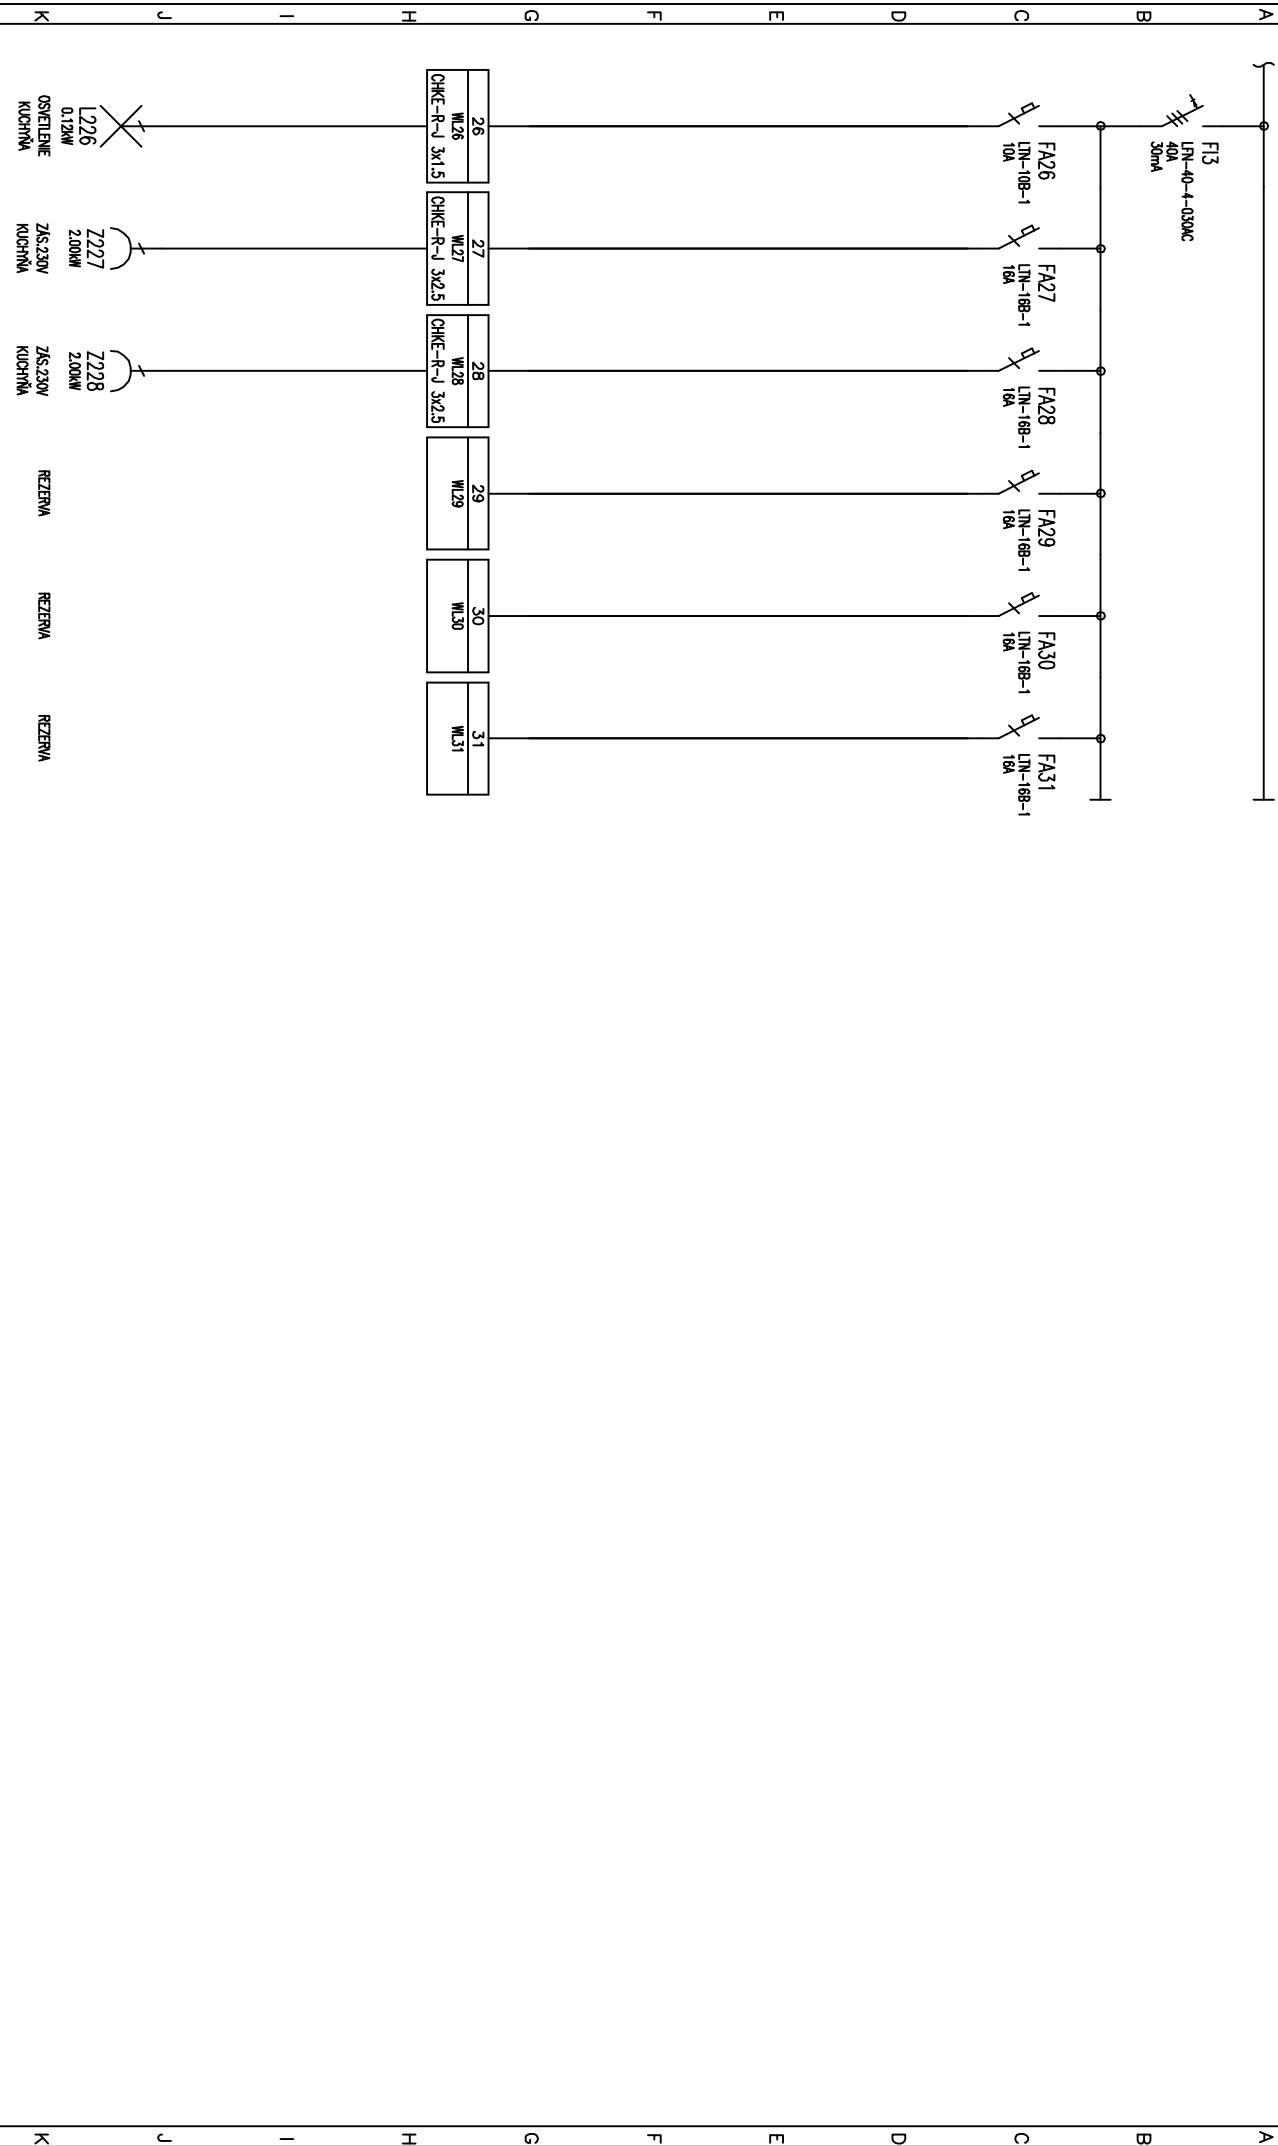 A
B
C
D
E
F
G
H
I
J
K
FI3
LFN-40-4-030AC
40A
30mA
FA26
LTN-10B-1
10A
FA27
LTN-16B-1
16A
FA28
LTN-16B-1
16A
FA29
LTN-16B-1
16A
FA30
LTN-16B-1
16A
FA31
LTN-16B-1
16A
26
WL26
CHKE-R-J 3x1.5
27
WL27
CHKE-R-J 3x2.5
28
WL28
CHKE-R-J 3x2.5
29
WL29
30
WL30
31
WL31
L226
0.12kW
OSVETLENIE
KUCHYŇA
Z227
2.00kW
ZÁS.230V
KUCHYŇA
Z228
2.00kW
ZÁS.230V
KUCHYŇA
REZERVA
REZERVA
REZERVA
A
B
C
D
E
F
G
H
I
J
K